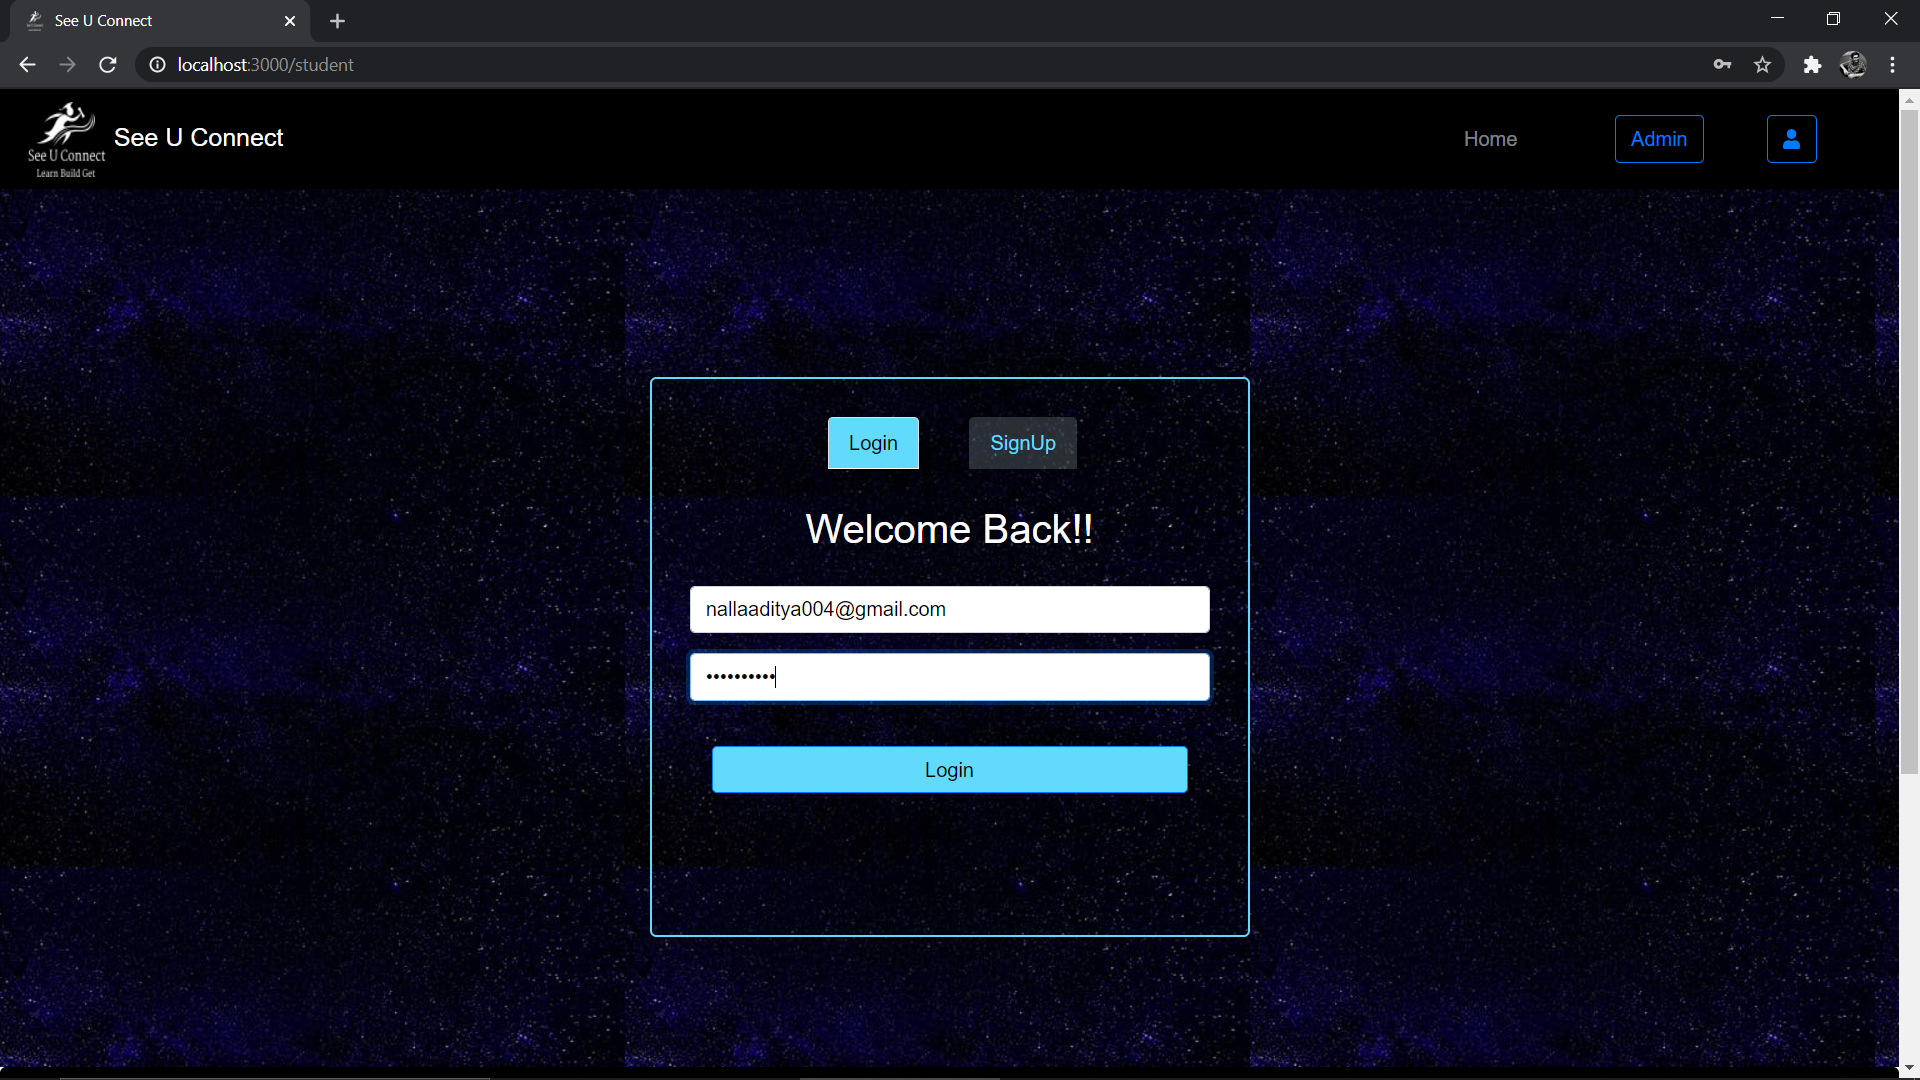 See U Connect
localhost:3000/student
See U Connect
Learn Build Get
See U Connect
Home
Admin
Login
SignUp
Welcome Back!!
nallaaditya004@gmail.com
••••••••••
Login